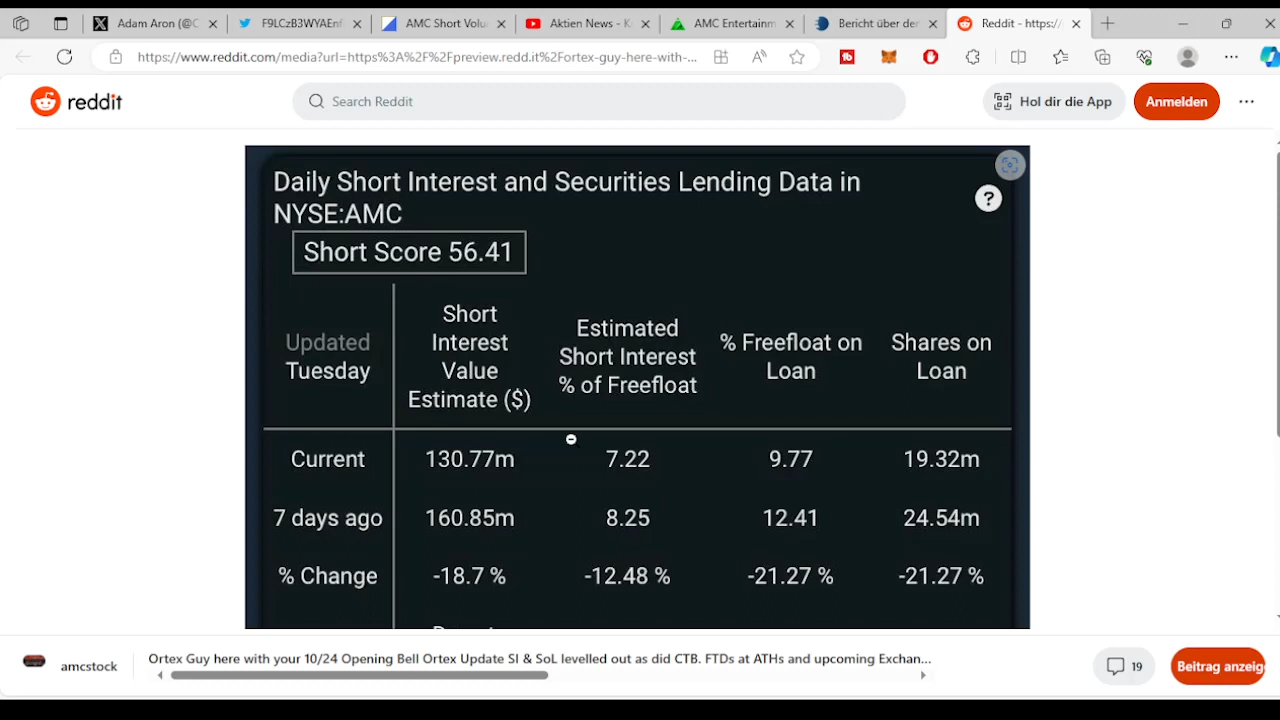 Adam Aron (@C
F9LCzB3WYAEnf
AMC Short Volu
Aktien News - K
AMC Entertainm
Bericht über der
Reddit - https:/
https://www.reddit.com/media?url=https%3A%2F%2Fpreview.redd.it%2Fortex-guy-here-with-...
reddit
Search Reddit
Hol dir die App
Anmelden
Daily Short Interest and Securities Lending Data in
NYSE:AMC
?
Short Score 56.41
Updated
Tuesday
Short
Interest
Value
Estimate ($)
Estimated
Short Interest
% of Freefloat
% Freefloat on
Loan
Shares on
Loan
Current 130.77m 7.22 9.77 19.32m
7 days ago 160.85m 8.25 12.41 24.54m
% Change -18.7 % -12.48 % -21.27 % -21.27 %
amcstock
Ortex Guy here with your 10/24 Opening Bell Ortex Update SI & SoL levelled out as did CTB. FTDs at ATHs and upcoming Exchan...
19
Beitrag anzeig